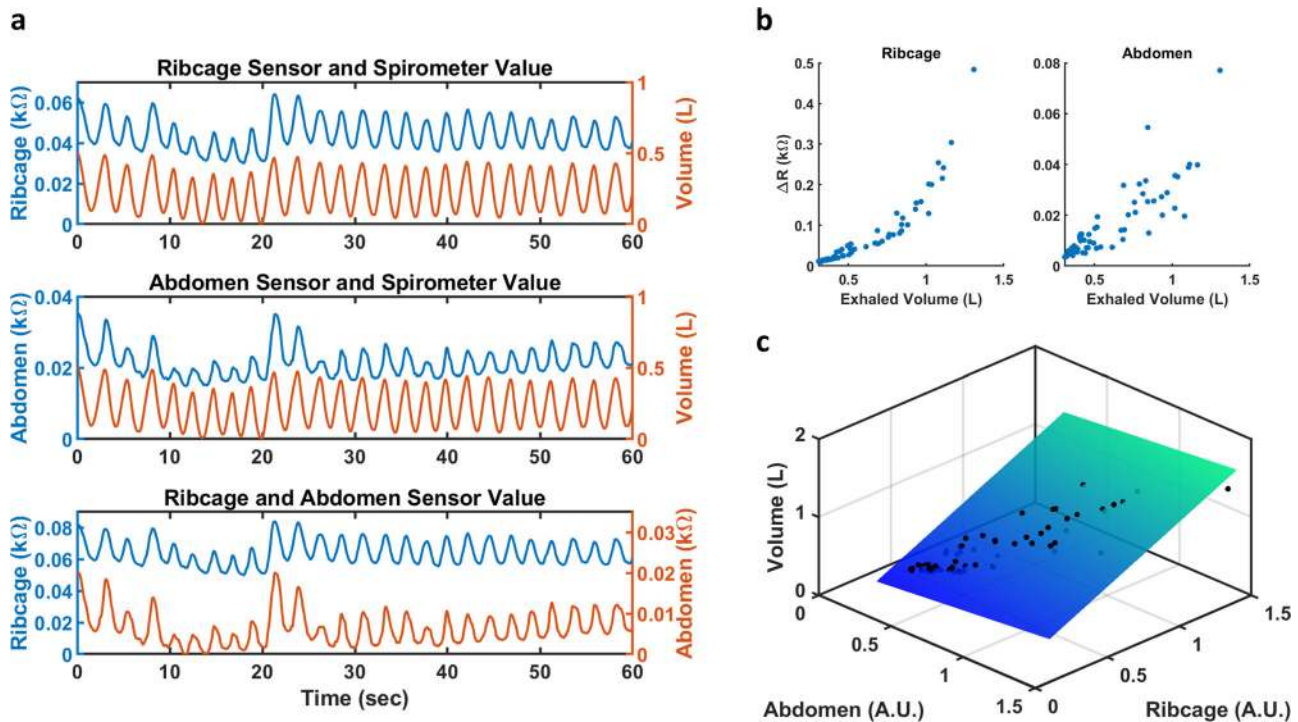 a
Ribcage Sensor and Spirometer Value
Ribcage (kΩ)
0.06
0.04
0.02
0
1
0.5
0
Volume (L)
0 10 20 30 40 50 60
Abdomen Sensor and Spirometer Value
Abdomen (kΩ)
0.04
0.02
0
1
0.5
0
Volume (L)
0 10 20 30 40 50 60
Ribcage and Abdomen Sensor Value
Ribcage (kΩ)
0.08
0.06
0.04
0.02
0
0.03
0.02
0.01
0
Abdomen (kΩ)
0 10 20 30 40 50 60
Time (sec)
b
Ribcage
ΔR (kΩ)
0.5
0.4
0.3
0.2
0.1
0
0.5 1 1.5
Exhaled Volume (L)
Abdomen
0.08
0.06
0.04
0.02
0
0.5 1 1.5
Exhaled Volume (L)
c
Volume (L)
2
1
0
0
0.5
1
1.5
Abdomen (A.U.)
0
0.5
1
1.5
Ribcage (A.U.)